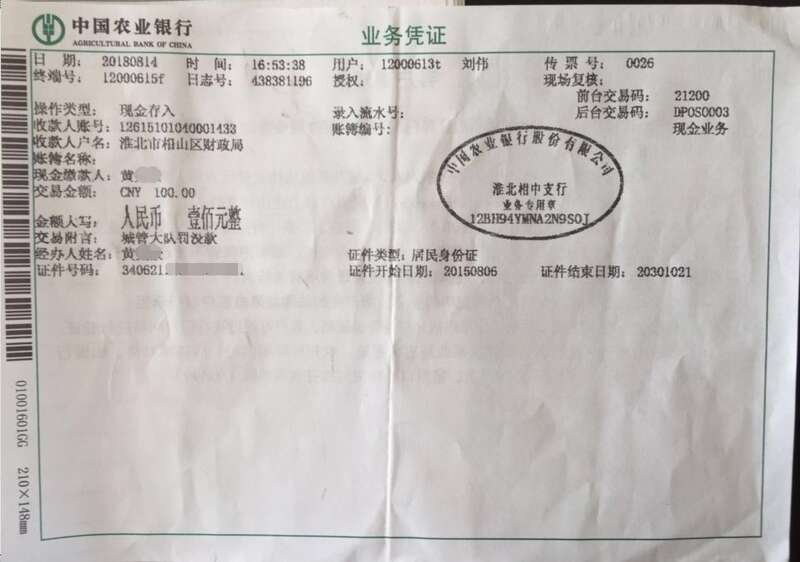 中国农业银行
AGRICULTURAL BANK OF CHINA
业务凭证
日 期: 20180814 时 间: 16:53:38 用户: 12000613t 刘伟 传 票 号: 0026
终端号: 12000615f 日志号: 438381196 授权: 现场复核:
前台交易码: 21200
操作类型: 现金存入 录入流水号: 后台交易码: DP0S0003
收款人账号: 12615101040001433 账簿编号: 现金业务
收款人户名: 淮北市相山区财政局
账簿名称:
现金缴款人: 黄
交易金额: CNY 100.00
金额大写: 人民币 壹佰元整
交易附言: 城管大队罚没款
经办人姓名: 黄 证件类型: 居民身份证
证件号码: 340621 证件开始日期: 20150806 证件结束日期: 20301021
中国农业银行股份有限公司
淮北相中支行
业务专用章
12BH94YMNA2N9SOJ
01001601GG 210×148mm